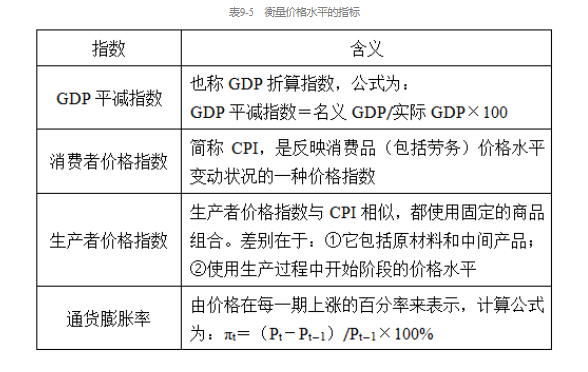 表9-5 衡量价格水平的指标
指数
含义
GDP 平减指数
也称 GDP 折算指数，公式为：
GDP 平减指数＝名义 GDP/实际 GDP×100
消费者价格指数
简称 CPI，是反映消费品（包括劳务）价格水平
变动状况的一种价格指数
生产者价格指数
生产者价格指数与 CPI 相似，都使用固定的商品
组合。差别在于：①它包括原材料和中间产品；
②使用生产过程中开始阶段的价格水平
通货膨胀率
由价格在每一期上涨的百分率来表示，计算公式
为：πt＝（Pt－Pt−1）/Pt−1×100%